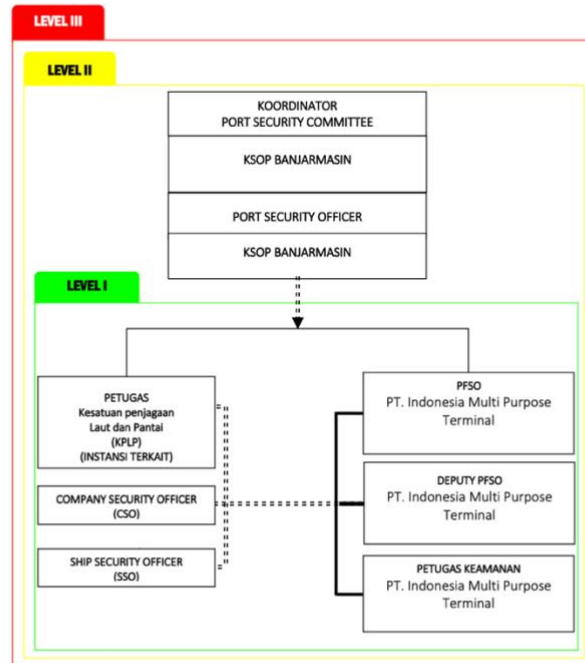 LEVEL III
LEVEL II
KOORDINATOR
PORT SECURITY COMMITTEE
KSOP BANJARMASIN
PORT SECURITY OFFICER
KSOP BANJARMASIN
LEVEL I
PETUGAS
Kesatuan penjagaan
Laut dan Pantai
(KPLP)
(INSTANSI TERKAIT)
COMPANY SECURITY OFFICER
(CSO)
SHIP SECURITY OFFICER
(SSO)
PFSO
PT. Indonesia Multi Purpose
Terminal
DEPUTY PFSO
PT. Indonesia Multi Purpose
Terminal
PETUGAS KEAMANAN
PT. Indonesia Multi Purpose
Terminal